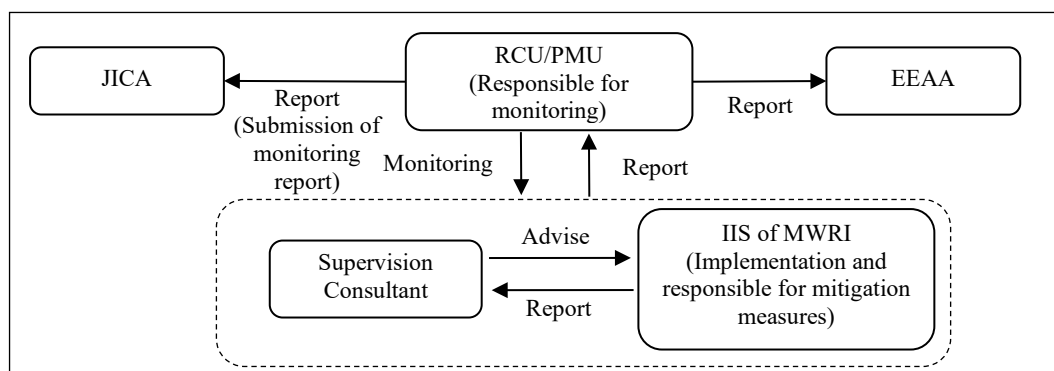 JICA
RCU/PMU
(Responsible for
monitoring)
EEAA
Report
(Submission of
monitoring
report)
Report
Monitoring
Report
Supervision
Consultant
Advise
Report
IIS of MWRI
(Implementation and
responsible for mitigation
measures)